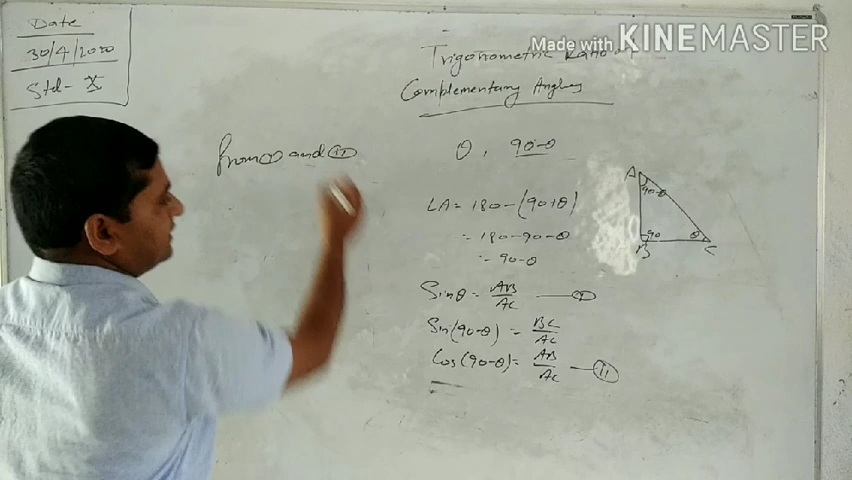 Date
30/4/2020
Std- X
Made with KINEMASTER
Trigonometric Ratio of
Complementary Angles
from I and II
θ, 90-θ
∠A = 180-(90+θ)
= 180-90-θ
= 90-θ
A
90-θ
90
θ
B
C
Sinθ = AB/AC — I
Sin(90-θ) = BC/AC
Cos(90-θ) = AB/AC — II